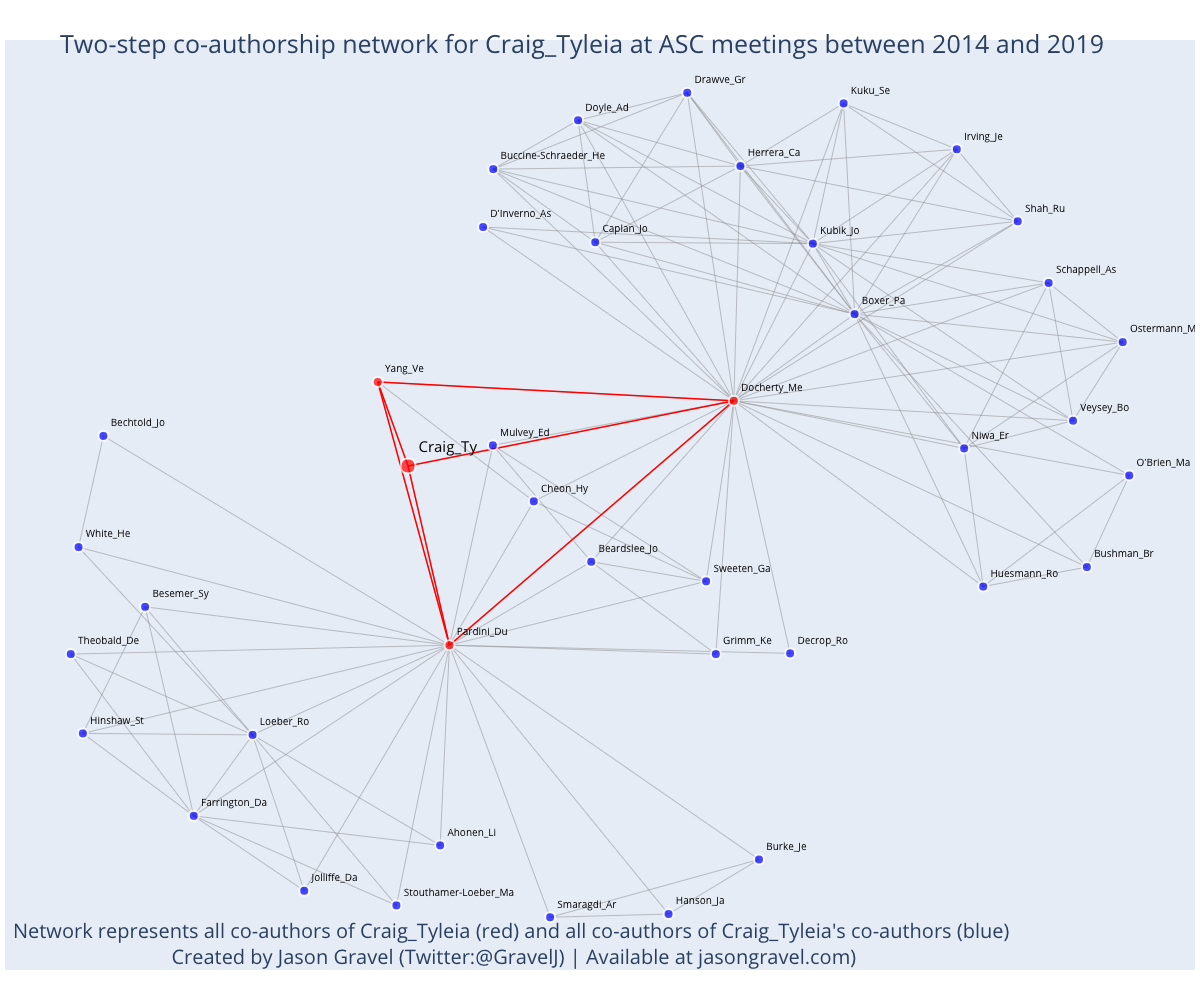 Two-step co-authorship network for Craig_Tyleia at ASC meetings between 2014 and 2019
Drawve_Gr
Kuku_Se
Doyle_Ad
Irving_Je
Herrera_Ca
Buccine-Schraeder_He
Shah_Ru
D'Inverno_As
Caplan_Jo
Kubik_Jo
Schappell_As
Boxer_Pa
Ostermann_M
Yang_Ve
Docherty_Me
Veysey_Bo
Bechtold_Jo
Mulvey_Ed
Niwa_Er
Craig_Ty
O'Brien_Ma
Cheon_Hy
White_He
Beardslee_Jo
Bushman_Br
Sweeten_Ga
Huesmann_Ro
Besemer_Sy
Pardini_Du
Theobald_De
Grimm_Ke
Decrop_Ro
Hinshaw_St
Loeber_Ro
Farrington_Da
Ahonen_Li
Burke_Je
Jolliffe_Da
Stouthamer-Loeber_Ma
Smaragdi_Ar
Hanson_Ja
Network represents all co-authors of Craig_Tyleia (red) and all co-authors of Craig_Tyleia's co-authors (blue)
Created by Jason Gravel (Twitter:@GravelJ) | Available at jasongravel.com)